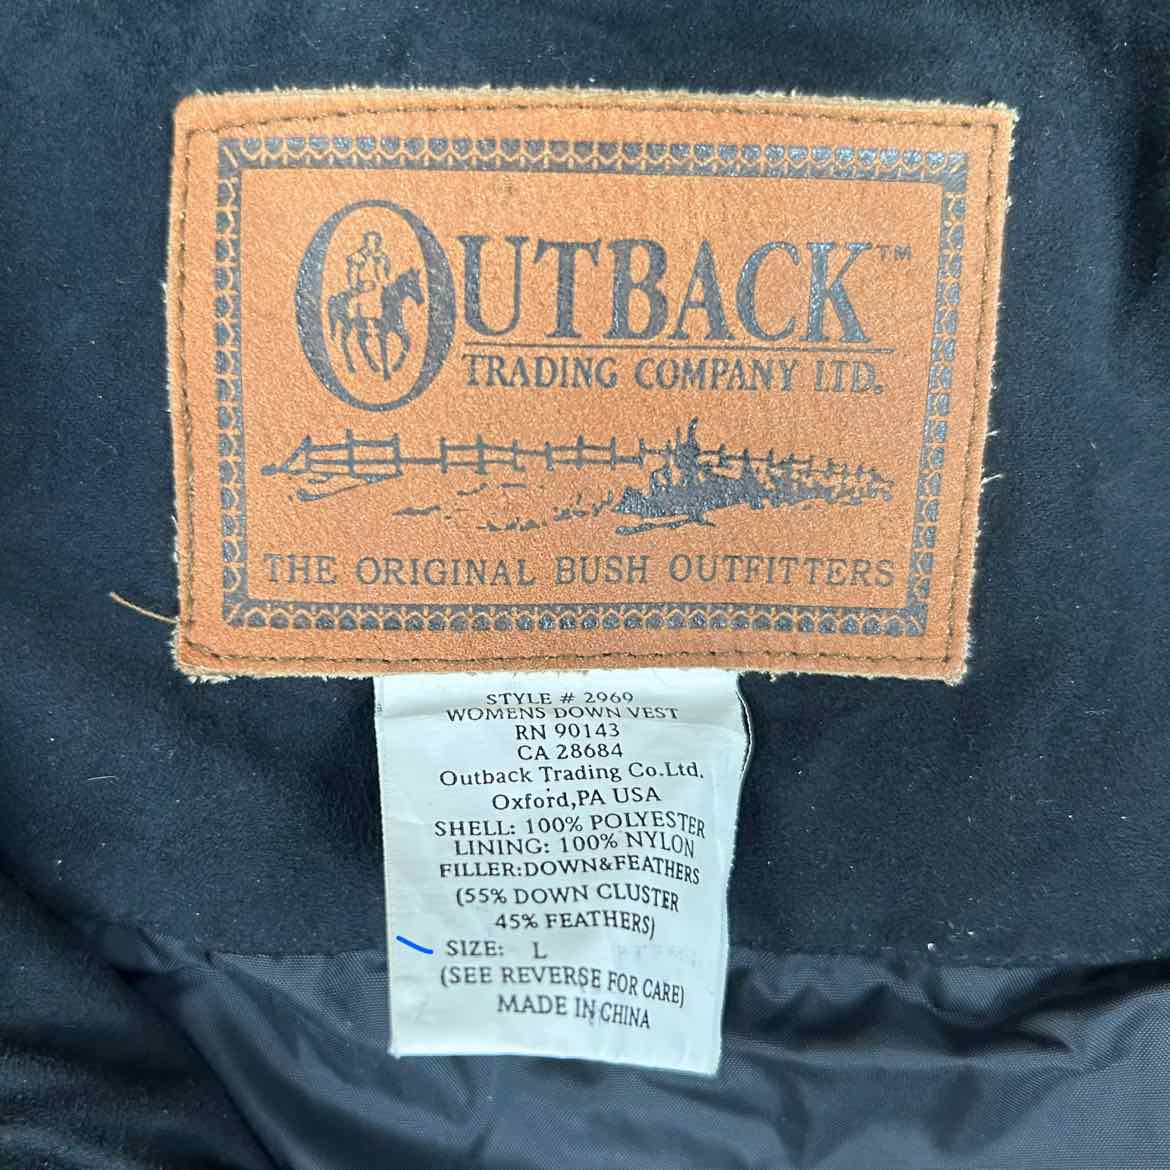 OUTBACK™
TRADING COMPANY LTD.
THE ORIGINAL BUSH OUTFITTERS
STYLE # 2969
WOMENS DOWN VEST
RN 90143
CA 28684
Outback Trading Co.Ltd.
Oxford,PA USA
SHELL: 100% POLYESTER
LINING: 100% NYLON
FILLER:DOWN&FEATHERS
(55% DOWN CLUSTER
45% FEATHERS)
SIZE: L
(SEE REVERSE FOR CARE)
MADE IN CHINA